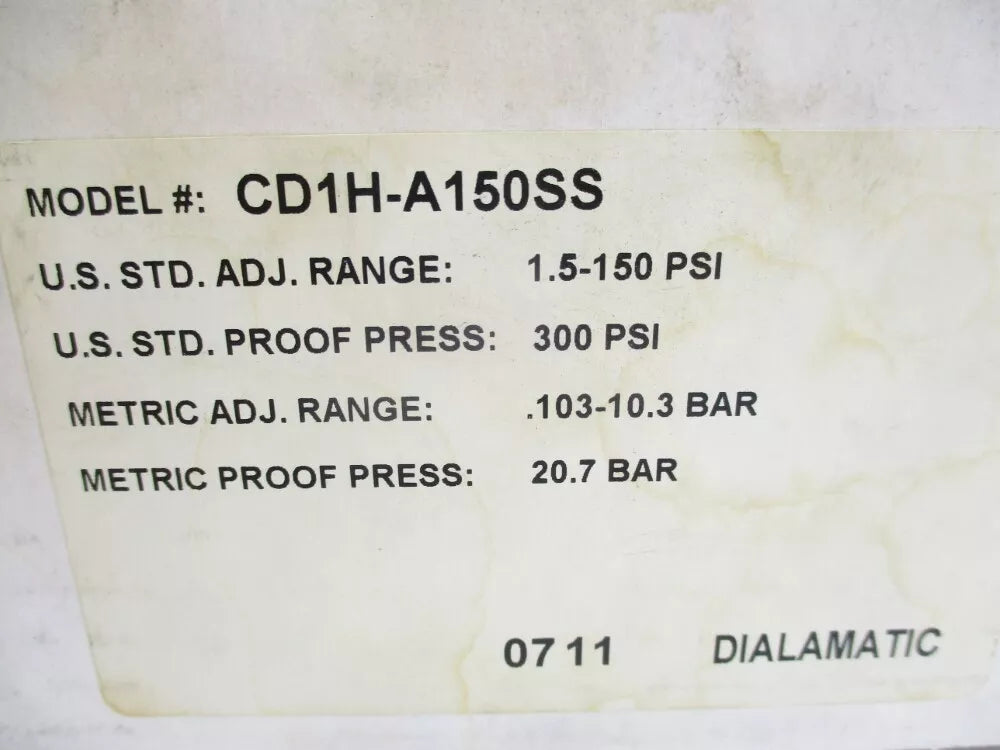 MODEL #: CD1H-A150SS
U.S. STD. ADJ. RANGE: 1.5-150 PSI
U.S. STD. PROOF PRESS: 300 PSI
METRIC ADJ. RANGE: .103-10.3 BAR
METRIC PROOF PRESS: 20.7 BAR
0711 DIALAMATIC